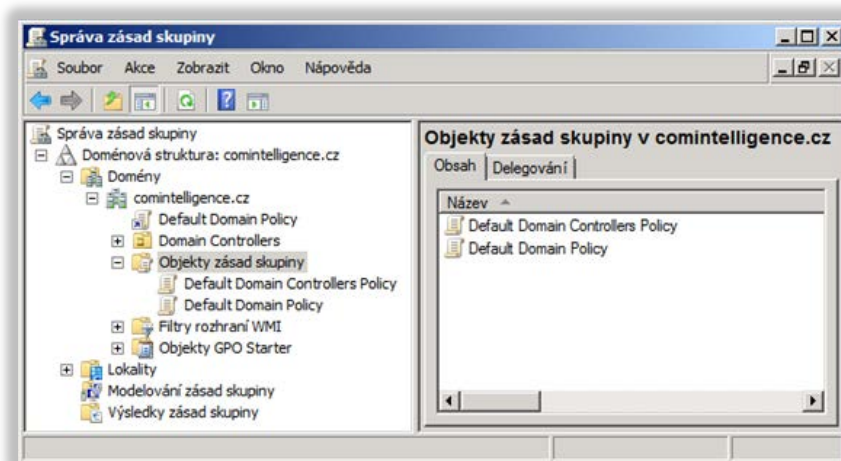 Správa zásad skupiny
Soubor Akce Zobrazit Okno Nápověda
Správa zásad skupiny
Doménová struktura: comintelligence.cz
Domény
comintelligence.cz
Default Domain Policy
Domain Controllers
Objekty zásad skupiny
Default Domain Controllers Policy
Default Domain Policy
Filtry rozhraní WMI
Objekty GPO Starter
Lokality
Modelování zásad skupiny
Výsledky zásad skupiny
Objekty zásad skupiny v comintelligence.cz
Obsah Delegování
Název
Default Domain Controllers Policy
Default Domain Policy